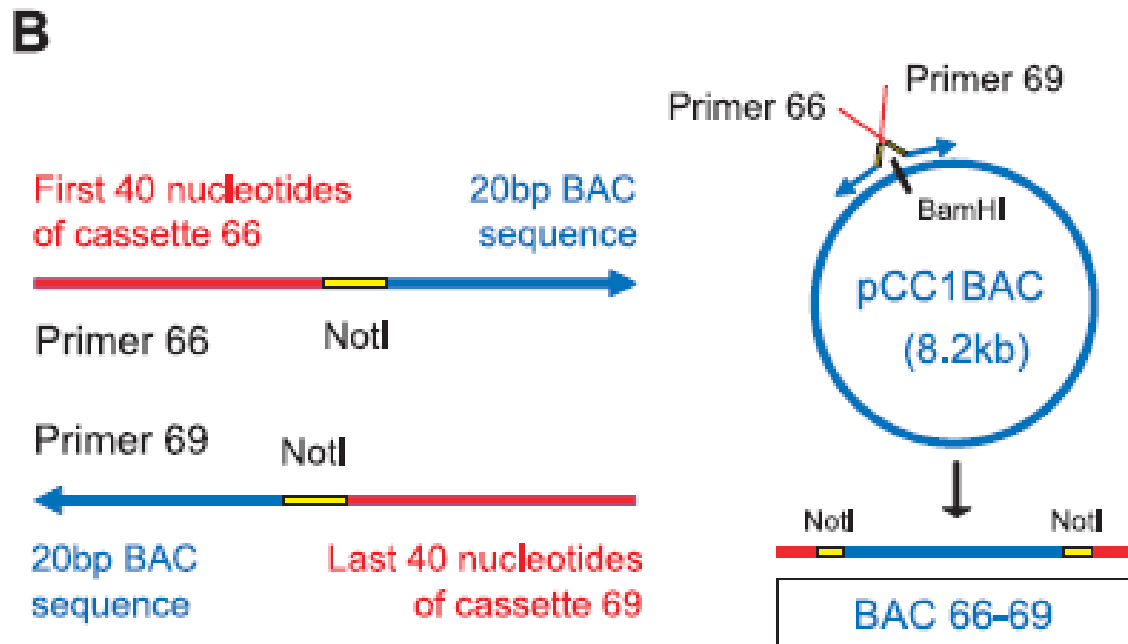 B
First 40 nucleotides
of cassette 66
20bp BAC
sequence
Primer 66
NotI
Primer 69
NotI
20bp BAC
sequence
Last 40 nucleotides
of cassette 69
Primer 69
Primer 66
BamHI
pCC1BAC
(8.2kb)
NotI
NotI
BAC 66-69